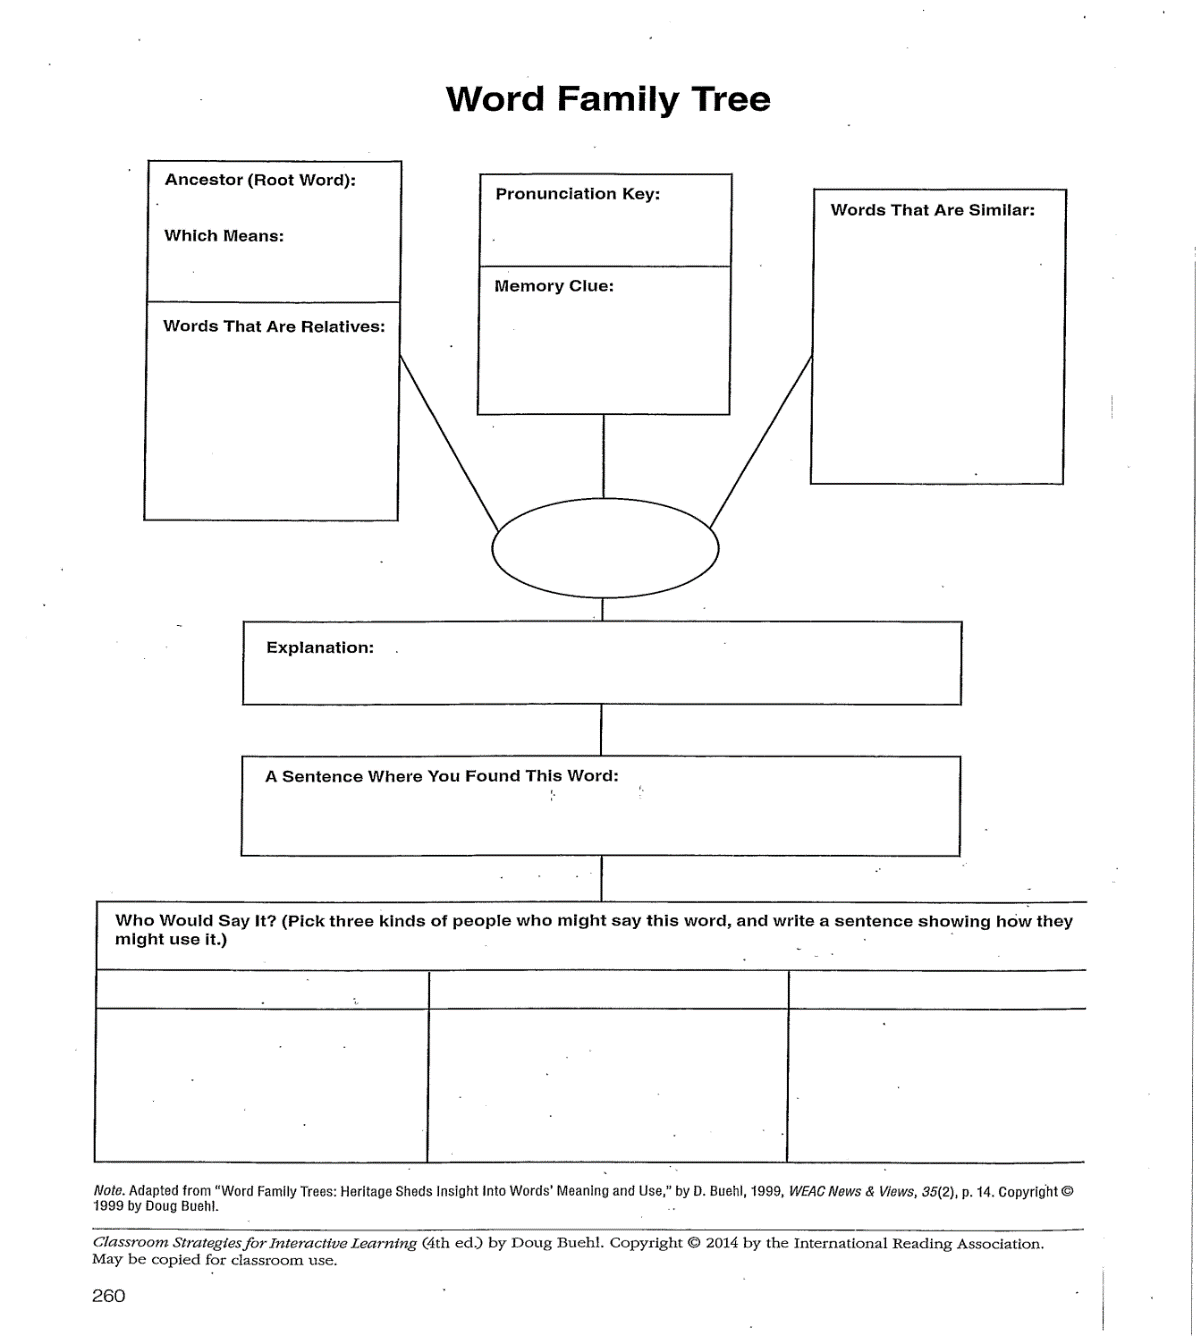 Word Family Tree
Ancestor (Root Word):
Which Means:
Words That Are Relatives:
Pronunciation Key:
Memory Clue:
Words That Are Similar:
Explanation:
A Sentence Where You Found This Word:
Who Would Say It? (Pick three kinds of people who might say this word, and write a sentence showing how they
might use it.)
Note. Adapted from “Word Family Trees: Heritage Sheds Insight Into Words’ Meaning and Use,” by D. Buehl, 1999, WEAC News & Views, 35(2), p. 14. Copyright ©
1999 by Doug Buehl.
Classroom Strategies for Interactive Learning (4th ed.) by Doug Buehl. Copyright © 2014 by the International Reading Association.
May be copied for classroom use.
260